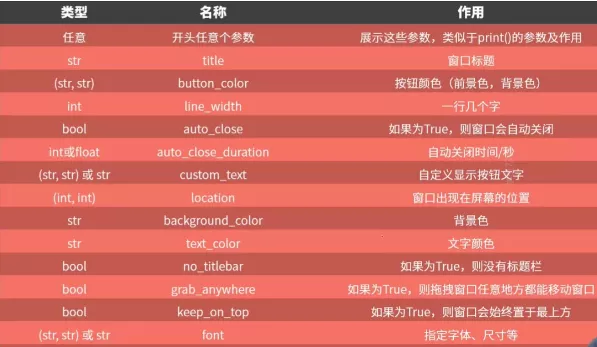 类型 名称 作用
任意 开头任意个参数 展示这些参数，类似于print()的参数及作用
str title 窗口标题
(str, str) button_color 按钮颜色（前景色，背景色）
int line_width 一行几个字
bool auto_close 如果为True，则窗口会自动关闭
int或float auto_close_duration 自动关闭时间/秒
(str, str) 或 str custom_text 自定义显示按钮文字
(int, int) location 窗口出现在屏幕的位置
str background_color 背景色
str text_color 文字颜色
bool no_titlebar 如果为True，则没有标题栏
bool grab_anywhere 如果为True，则拖拽窗口任意地方都能移动窗口
bool keep_on_top 如果为True，则窗口会始终置于最上方
(str, str) 或 str font 指定字体、尺寸等